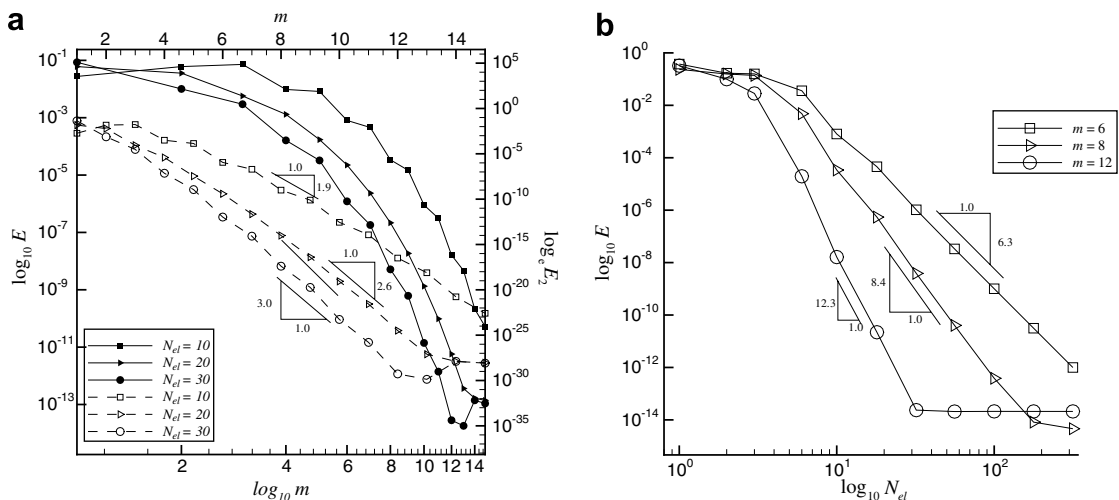 a
m
2 4 6 8 10 12 14
10^-1
10^-3
10^-5
10^-7
10^-9
10^-11
10^-13
log10 E
10^5
10^0
10^-5
10^-10
10^-15
10^-20
10^-25
10^-30
10^-35
log_e E_2
1.0
1.9
1.0
2.6
3.0
1.0
N_el = 10
N_el = 20
N_el = 30
N_el = 10
N_el = 20
N_el = 30
2 4 6 8 10 12 14
log10 m
b
10^0
10^-2
10^-4
10^-6
10^-8
10^-10
10^-12
10^-14
log10 E
m = 6
m = 8
m = 12
1.0
6.3
8.4
1.0
12.3
1.0
10^0 10^1 10^2
log10 N_el